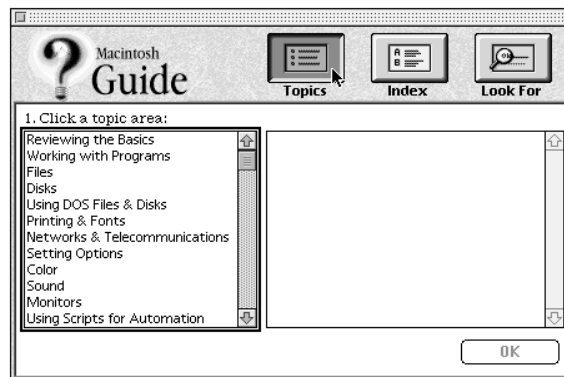 Macintosh
Guide
Topics
Index
Look For
1. Click a topic area:
Reviewing the Basics
Working with Programs
Files
Disks
Using DOS Files & Disks
Printing & Fonts
Networks & Telecommunications
Setting Options
Color
Sound
Monitors
Using Scripts for Automation
OK